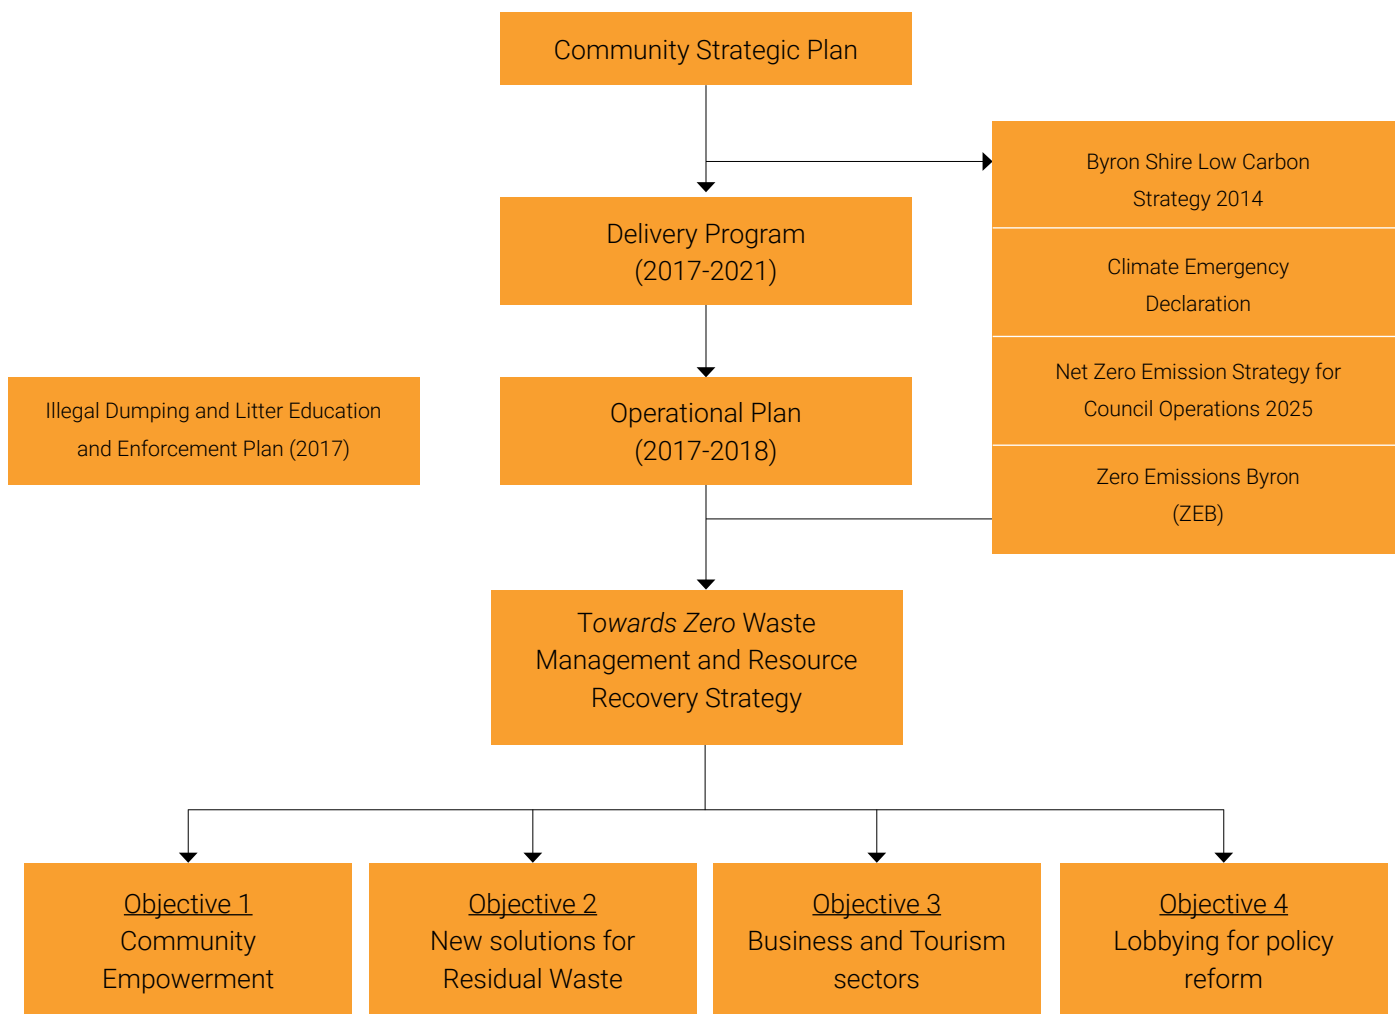 Community Strategic Plan
Byron Shire Low Carbon
Strategy 2014
Delivery Program
(2017-2021)
Climate Emergency
Declaration
Net Zero Emission Strategy for
Council Operations 2025
Illegal Dumping and Litter Education
and Enforcement Plan (2017)
Operational Plan
(2017-2018)
Zero Emissions Byron
(ZEB)
Towards Zero Waste
Management and Resource
Recovery Strategy
Objective 1
Community
Empowerment
Objective 2
New solutions for
Residual Waste
Objective 3
Business and Tourism
sectors
Objective 4
Lobbying for policy
reform